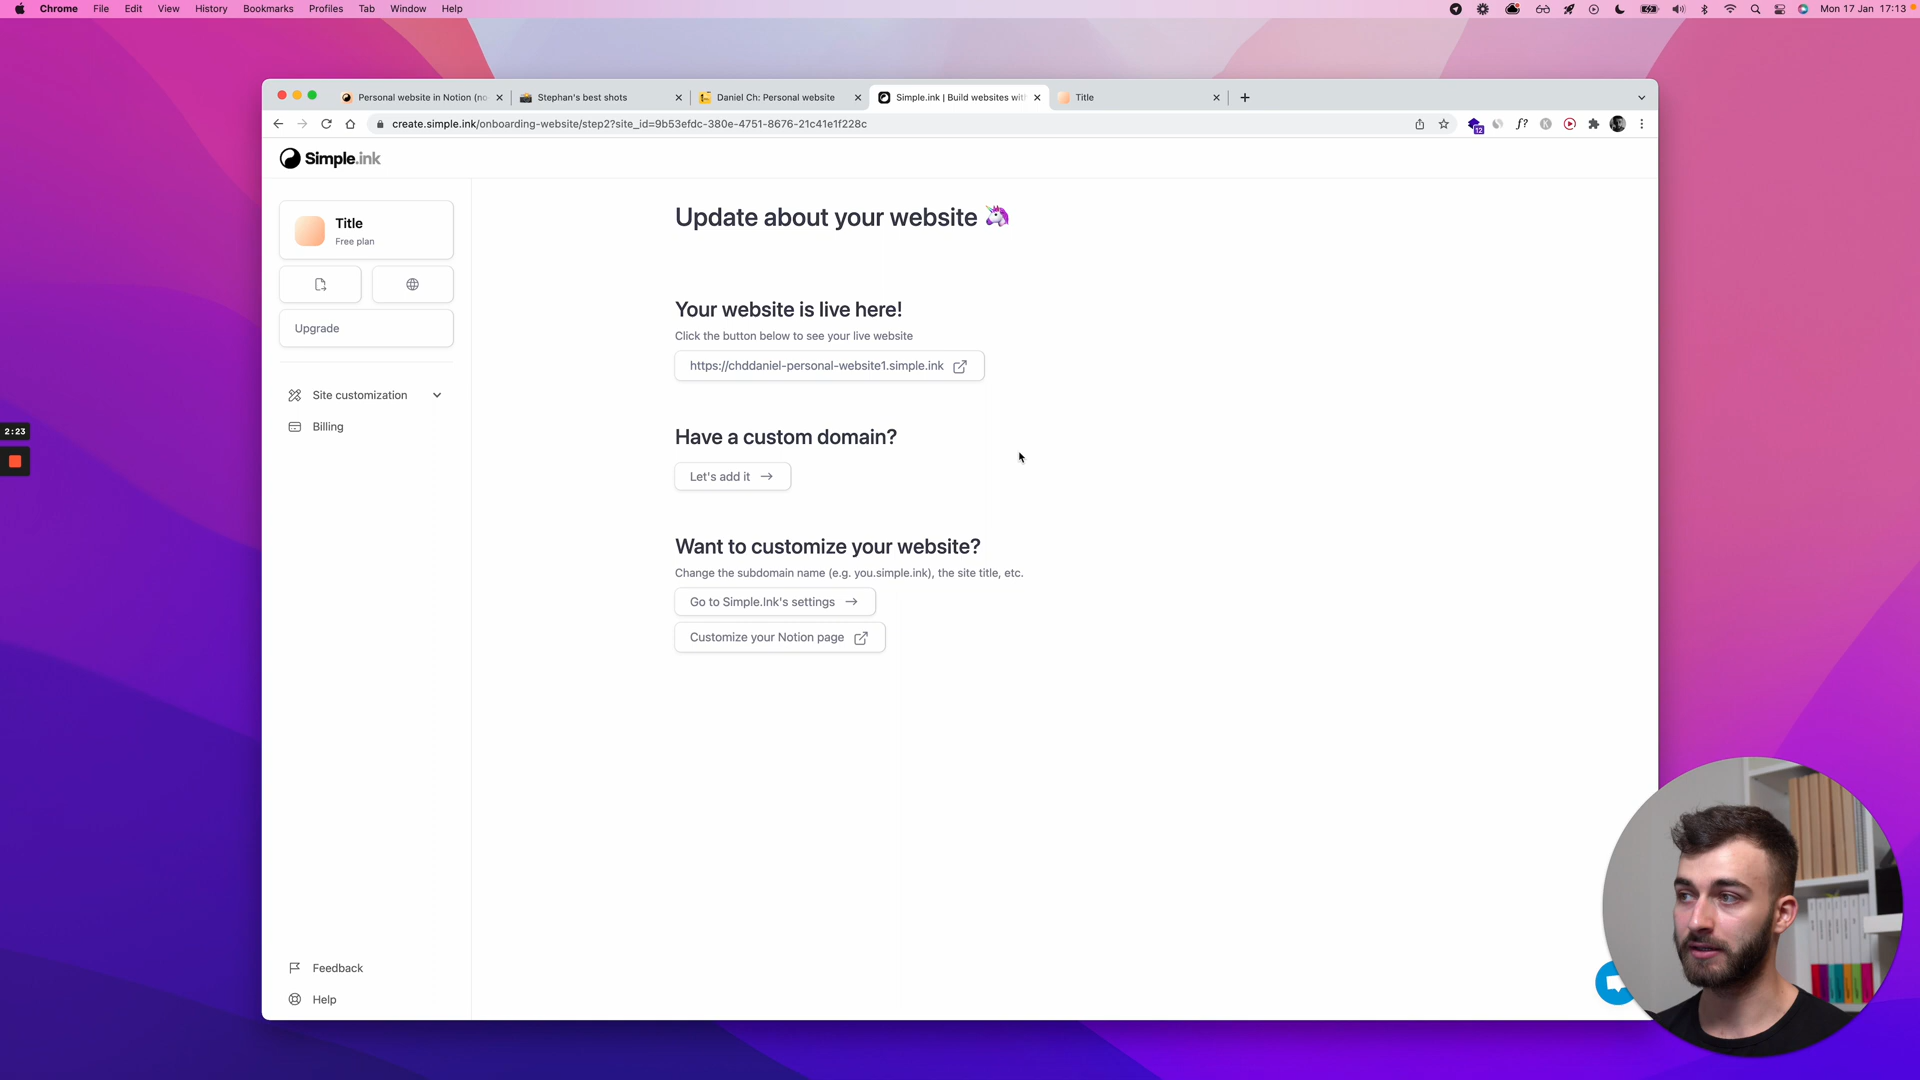 Chrome File Edit View History Bookmarks Profiles Tab Window Help Mon 17 Jan 17:13
Personal website in Notion (no Stephan's best shots Daniel Ch: Personal website Simple.ink | Build websites wit Title
create.simple.ink/onboarding-website/step2?site_id=9b53efdc-380e-4751-8676-21c41e1f228c
12
f?
Simple.ink
Title
Free plan
Upgrade
Site customization
Billing
Feedback
Help
Update about your website
Your website is live here!
Click the button below to see your live website
https://chddaniel-personal-website1.simple.ink
Have a custom domain?
Let's add it
Want to customize your website?
Change the subdomain name (e.g. you.simple.ink), the site title, etc.
Go to Simple.Ink's settings
Customize your Notion page
2:23